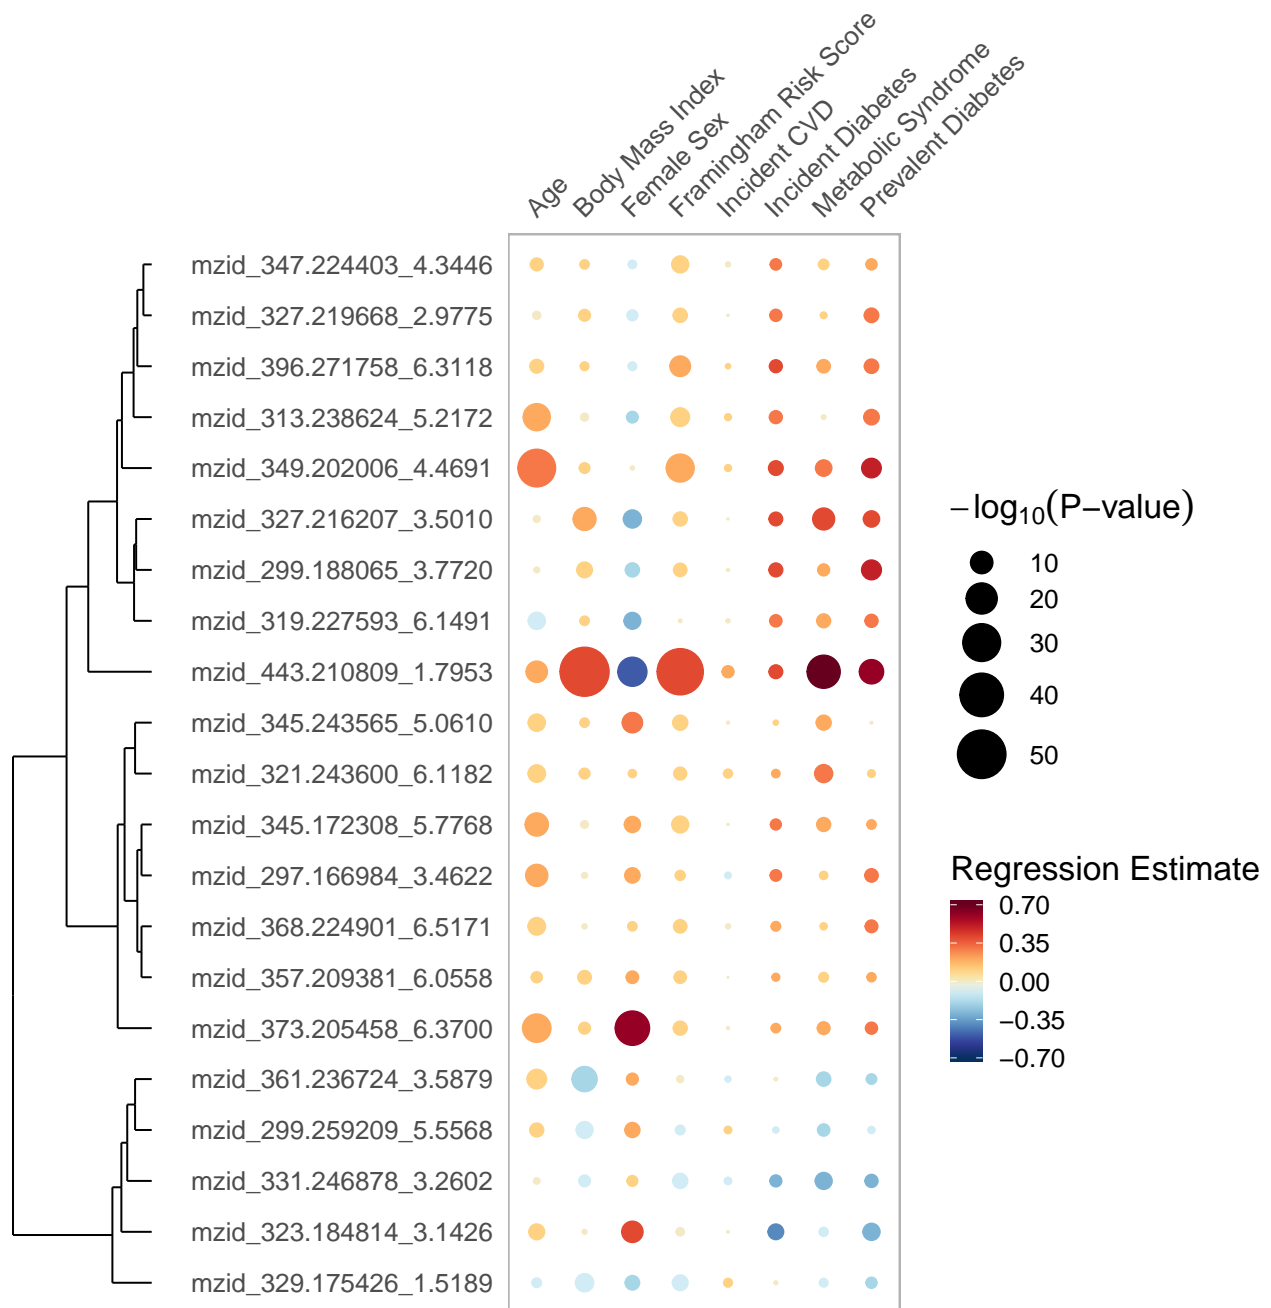 Age
Body Mass Index
Female Sex
Framingham Risk Score
Incident CVD
Incident Diabetes
Metabolic Syndrome
Prevalent Diabetes
mzid_347.224403_4.3446
mzid_327.219668_2.9775
mzid_396.271758_6.3118
mzid_313.238624_5.2172
mzid_349.202006_4.4691
mzid_327.216207_3.5010
mzid_299.188065_3.7720
mzid_319.227593_6.1491
mzid_443.210809_1.7953
mzid_345.243565_5.0610
mzid_321.243600_6.1182
mzid_345.172308_5.7768
mzid_297.166984_3.4622
mzid_368.224901_6.5171
mzid_357.209381_6.0558
mzid_373.205458_6.3700
mzid_361.236724_3.5879
mzid_299.259209_5.5568
mzid_331.246878_3.2602
mzid_323.184814_3.1426
mzid_329.175426_1.5189
−log₁₀(P−value)
10
20
30
40
50
Regression Estimate
0.70
0.35
0.00
−0.35
−0.70